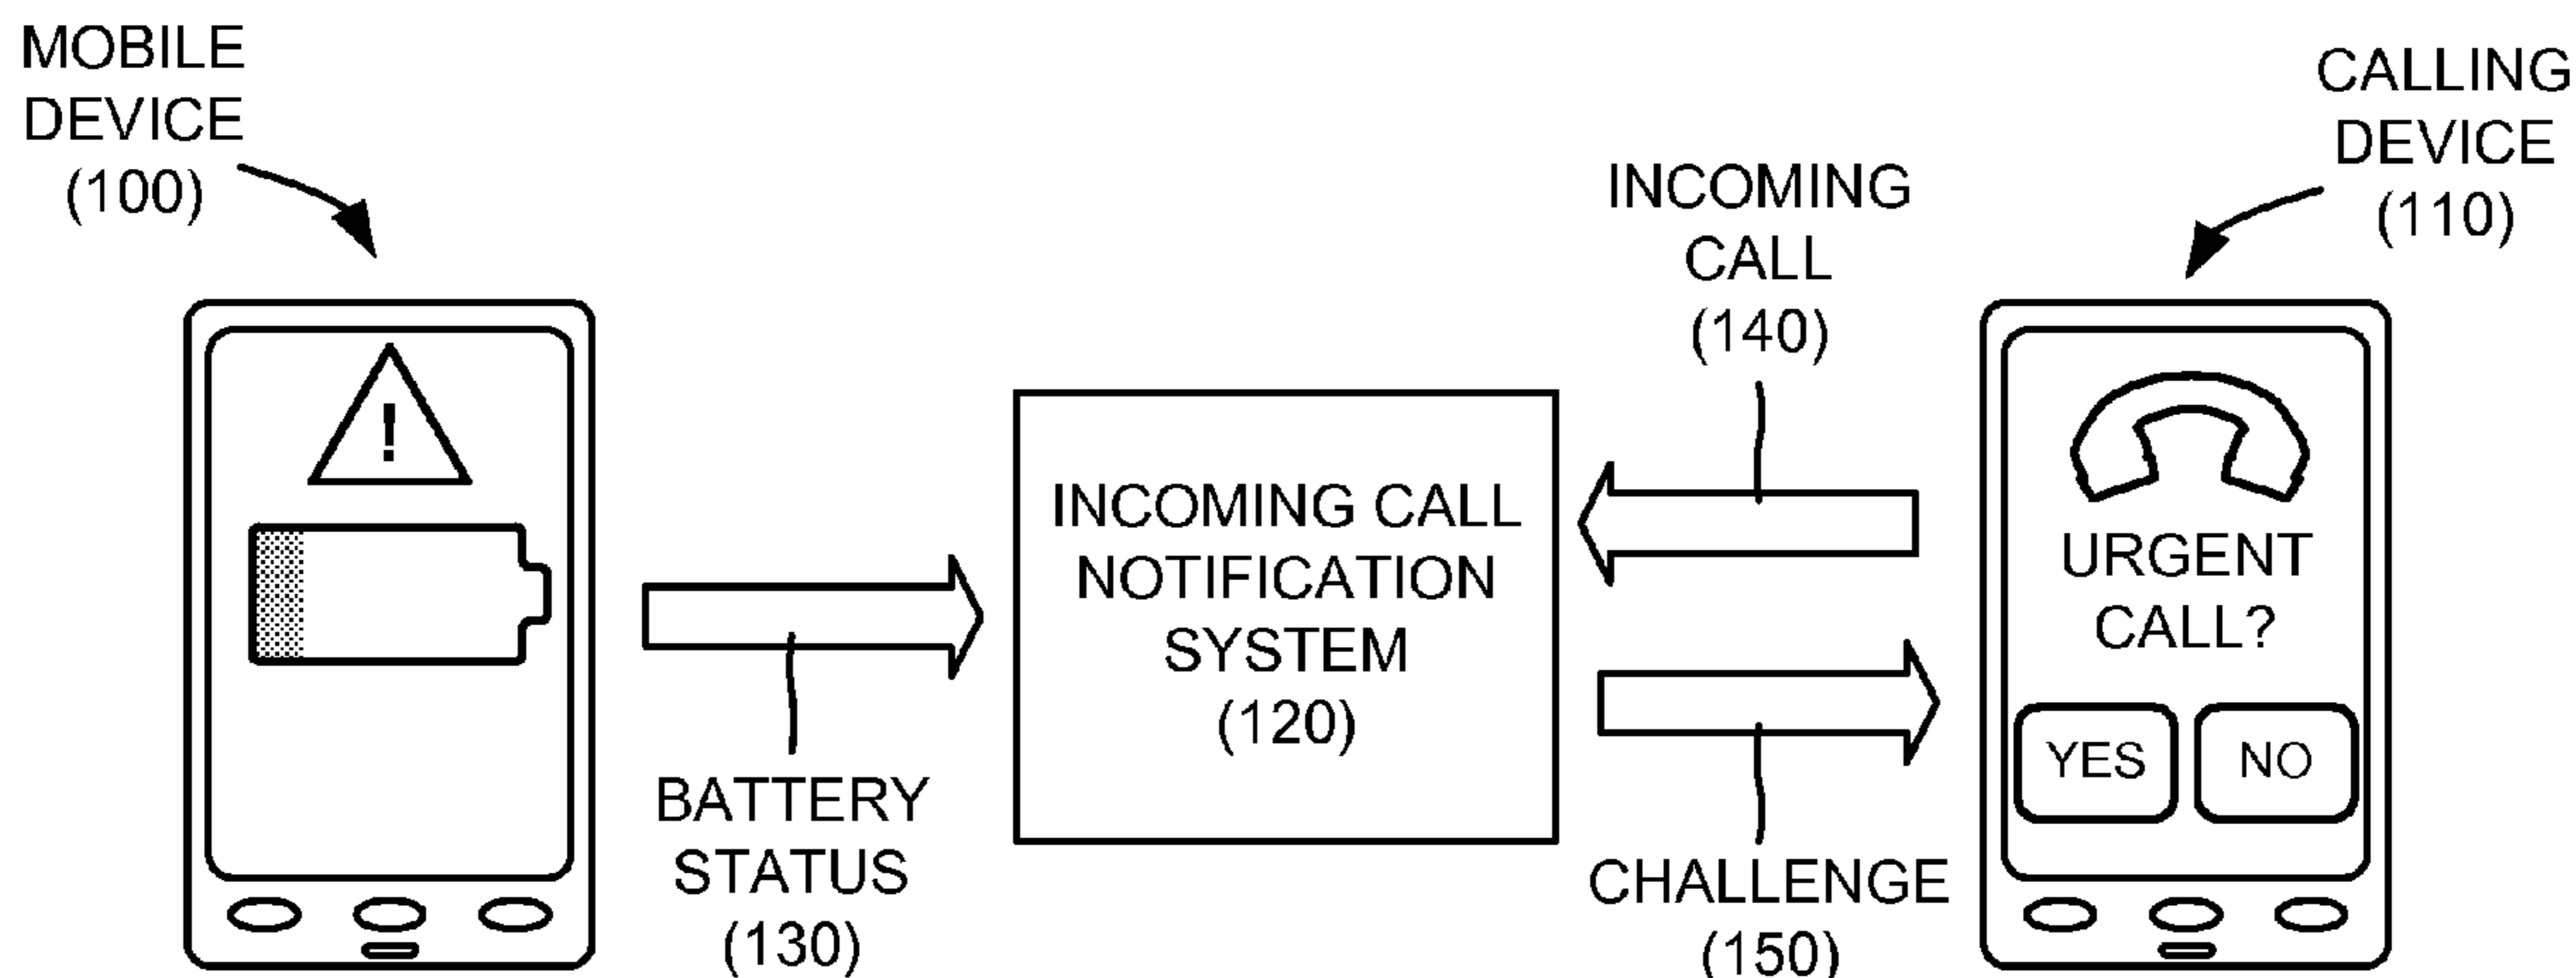 MOBILE
DEVICE
(100)
CALLING
DEVICE
(110)
INCOMING
CALL
(140)
!
INCOMING CALL
NOTIFICATION
SYSTEM
(120)
URGENT
CALL?
YES
NO
BATTERY
STATUS
(130)
CHALLENGE
(150)